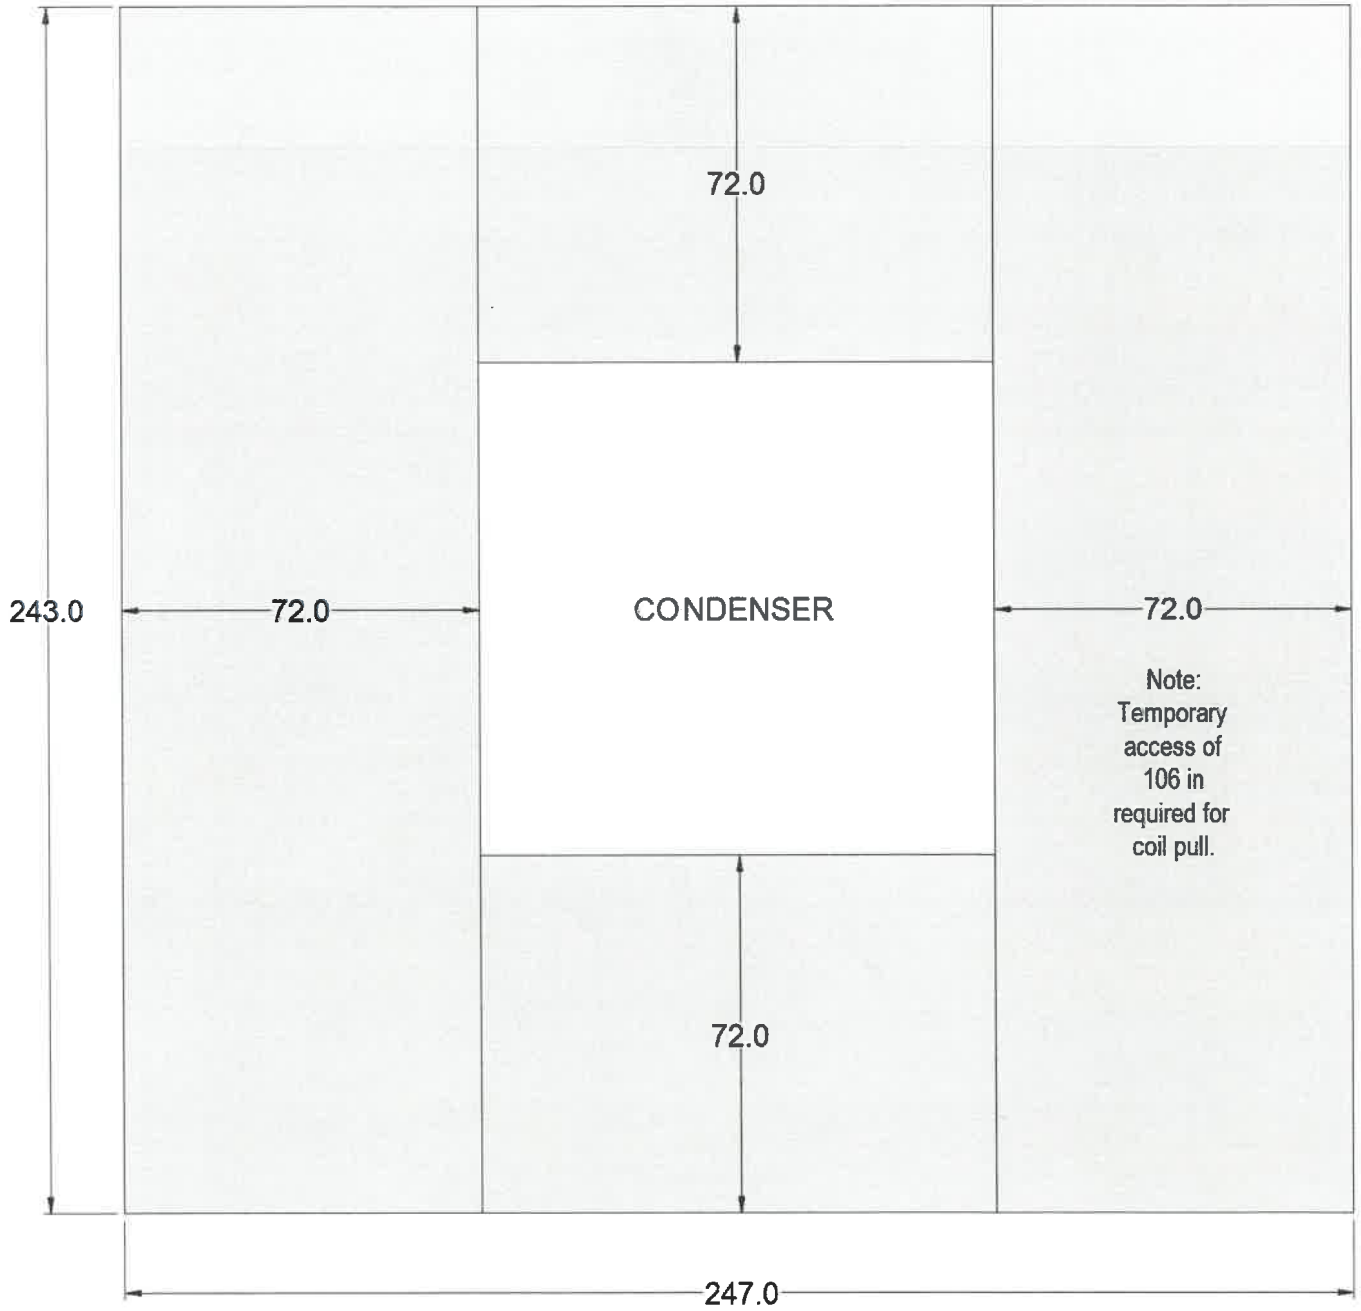 72.0
243.0
72.0
CONDENSER
72.0
Note:
Temporary
access of
106 in
required for
coil pull.
72.0
247.0